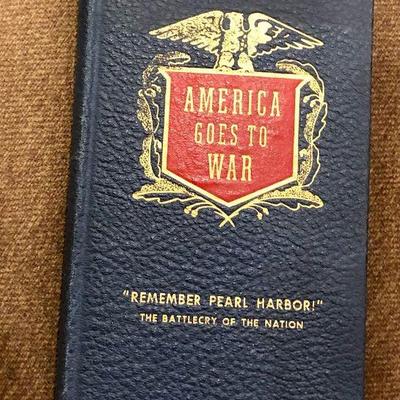 AMERICA
GOES TO
WAR
"REMEMBER PEARL HARBOR!"
THE BATTLECRY OF THE NATION